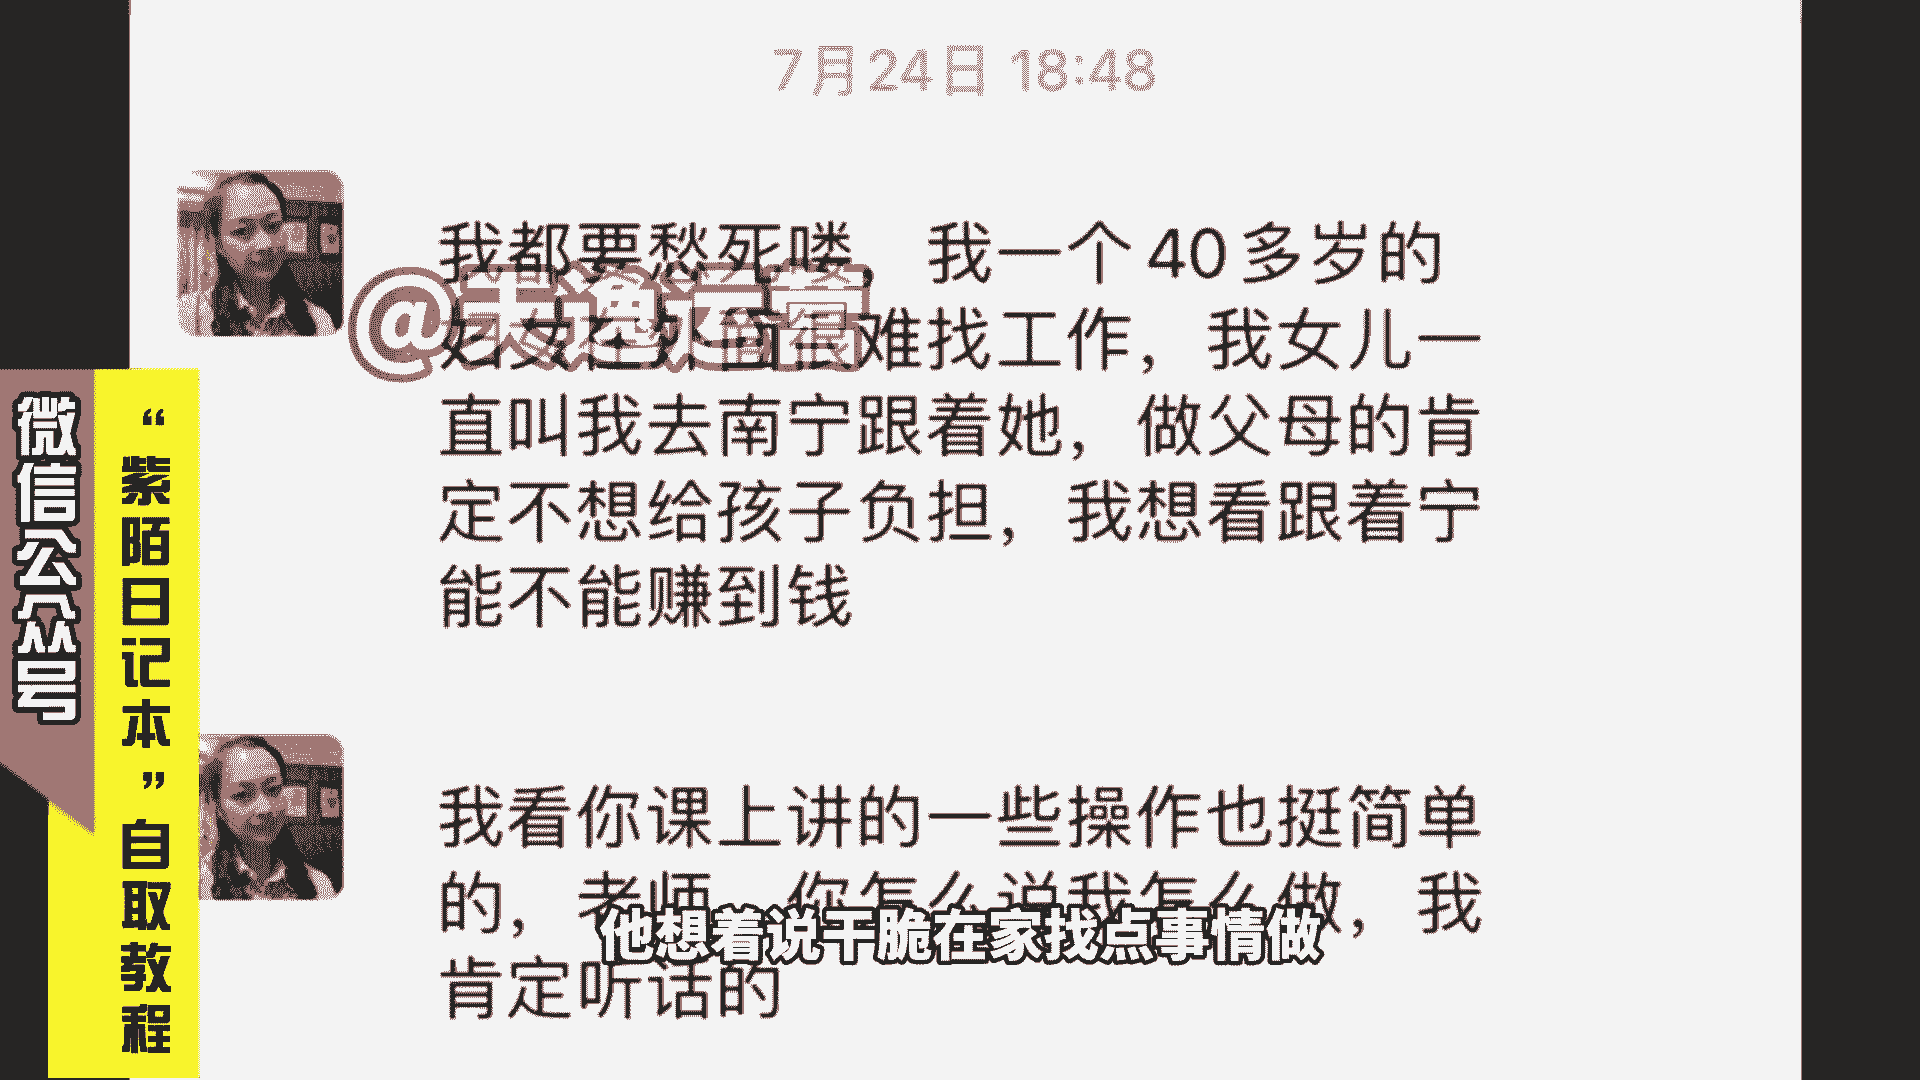 7月24日 18:48
我都要愁死喽，我一个40多岁的
妇女在外面很难找工作，我女儿一
直叫我去南宁跟着她，做父母的肯
定不想给孩子负担，我想看跟着宁
能不能赚到钱
@夫逸运营
微信公众号
“紫陌日记本”自取教程
我看你课上讲的一些操作也挺简单
的，老师，你怎么说我怎么做，我
肯定听话的
他想着说干脆在家找点事情做